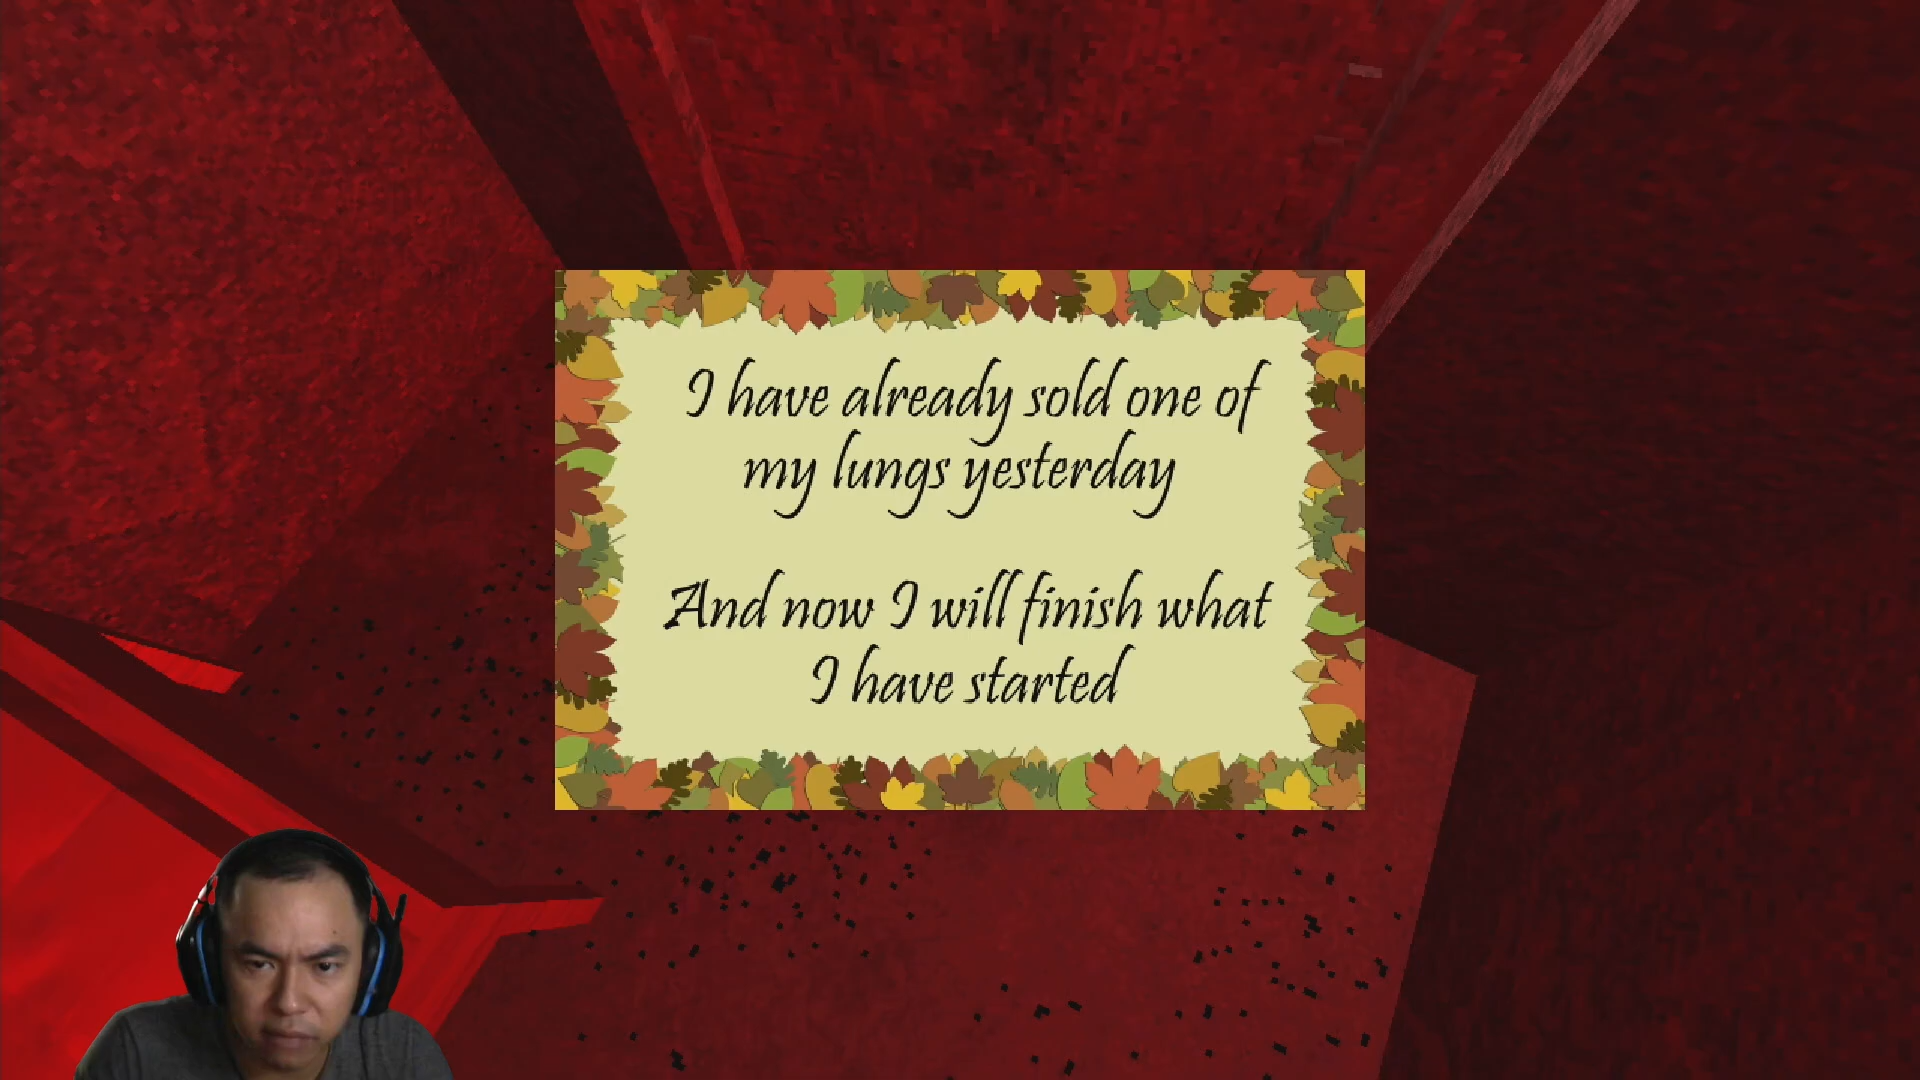 I have already sold one of
my lungs yesterday
And now I will finish what
I have started